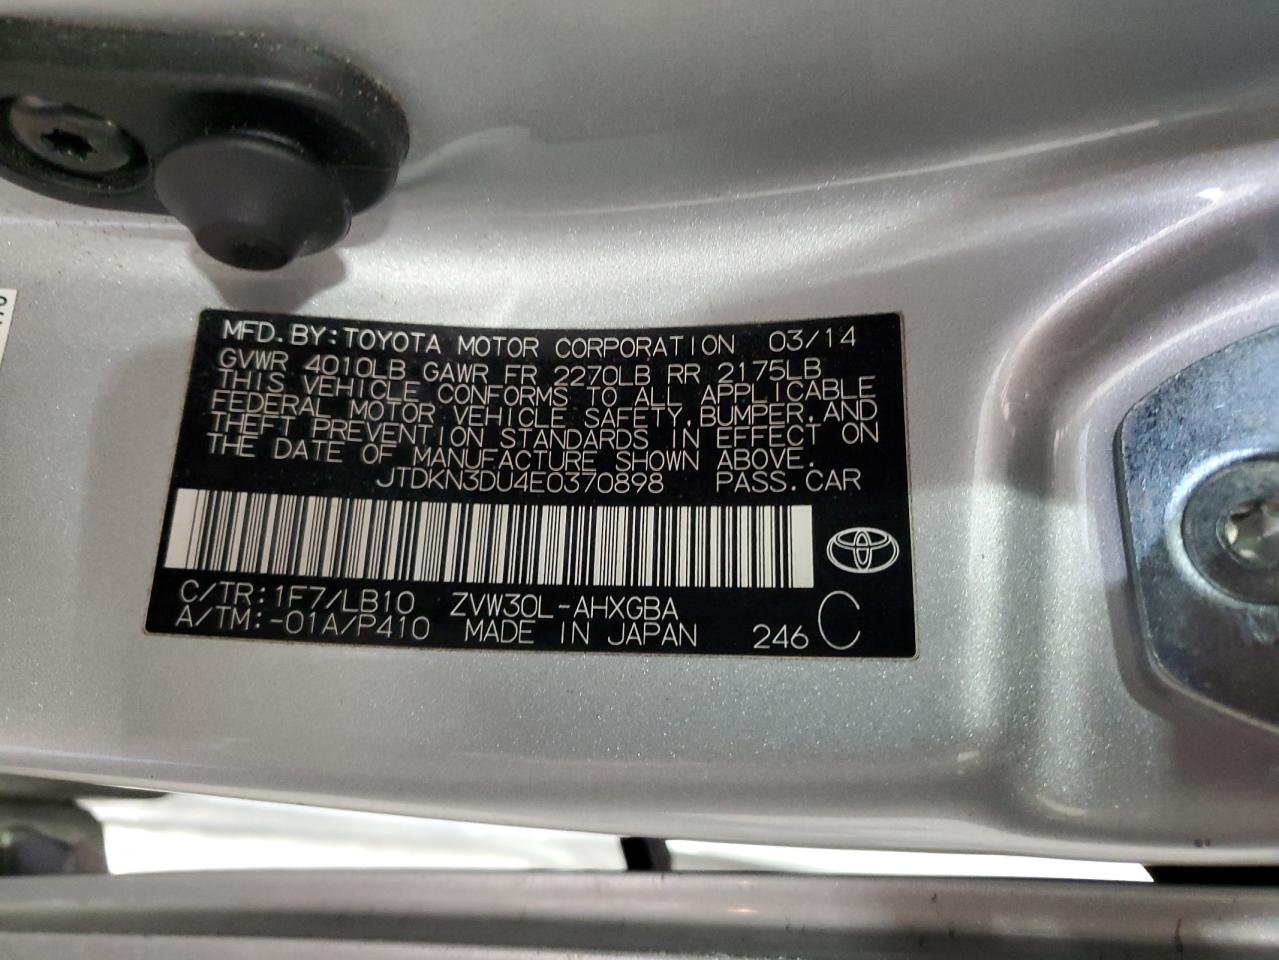 MFD. BY: TOYOTA MOTOR CORPORATION 03/14
GVWR 4010LB GAWR FR 2270LB RR 2175LB
THIS VEHICLE CONFORMS TO ALL APPLICABLE
FEDERAL MOTOR VEHICLE SAFETY, BUMPER, AND
THEFT PREVENTION STANDARDS IN EFFECT ON
THE DATE OF MANUFACTURE SHOWN ABOVE.
JTDKN3DU4E0370898 PASS. CAR
C/TR: 1F7/LB10 ZVW30L-AHXGBA
A/TM: -01A/P410 MADE IN JAPAN 246 C